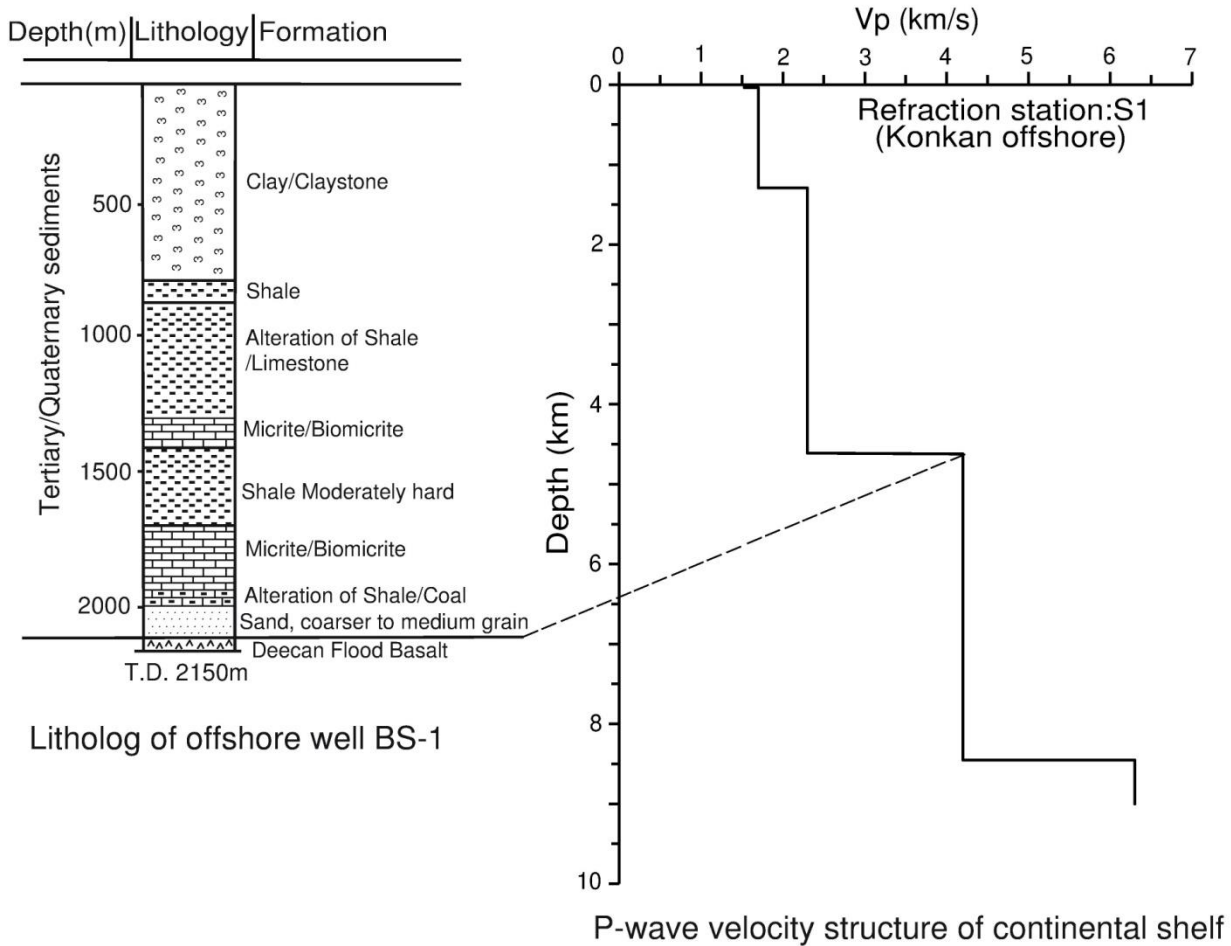 Depth(m) Lithology Formation
Tertiary/Quaternary sediments
500
1000
1500
2000
Clay/Claystone
Shale
Alteration of Shale
/Limestone
Micrite/Biomicrite
Shale Moderately hard
Micrite/Biomicrite
Alteration of Shale/Coal
Sand, coarser to medium grain
Deecan Flood Basalt
T.D. 2150m
Litholog of offshore well BS-1
Vp (km/s)
0 1 2 3 4 5 6 7
Refraction station:S1
(Konkan offshore)
Depth (km)
0
2
4
6
8
10
P-wave velocity structure of continental shelf